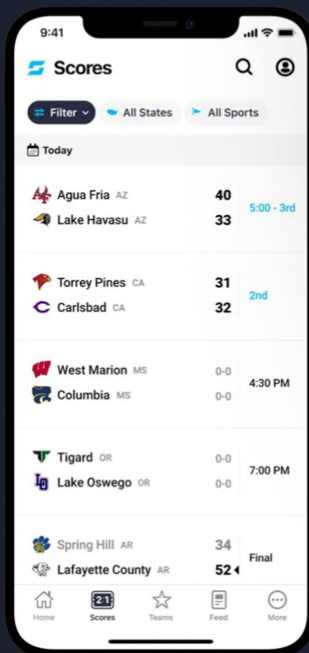 9:41
Scores
Filter All States All Sports
Today
Agua Fria AZ 40
5:00 - 3rd
Lake Havasu AZ 33
Torrey Pines CA 31
2nd
Carlsbad CA 32
West Marion MS 0-0
4:30 PM
Columbia MS 0-0
Tigard OR 0-0
7:00 PM
Lake Oswego OR 0-0
Spring Hill AR 34
Final
Lafayette County AR 52
2:1
Home Scores Teams Feed More